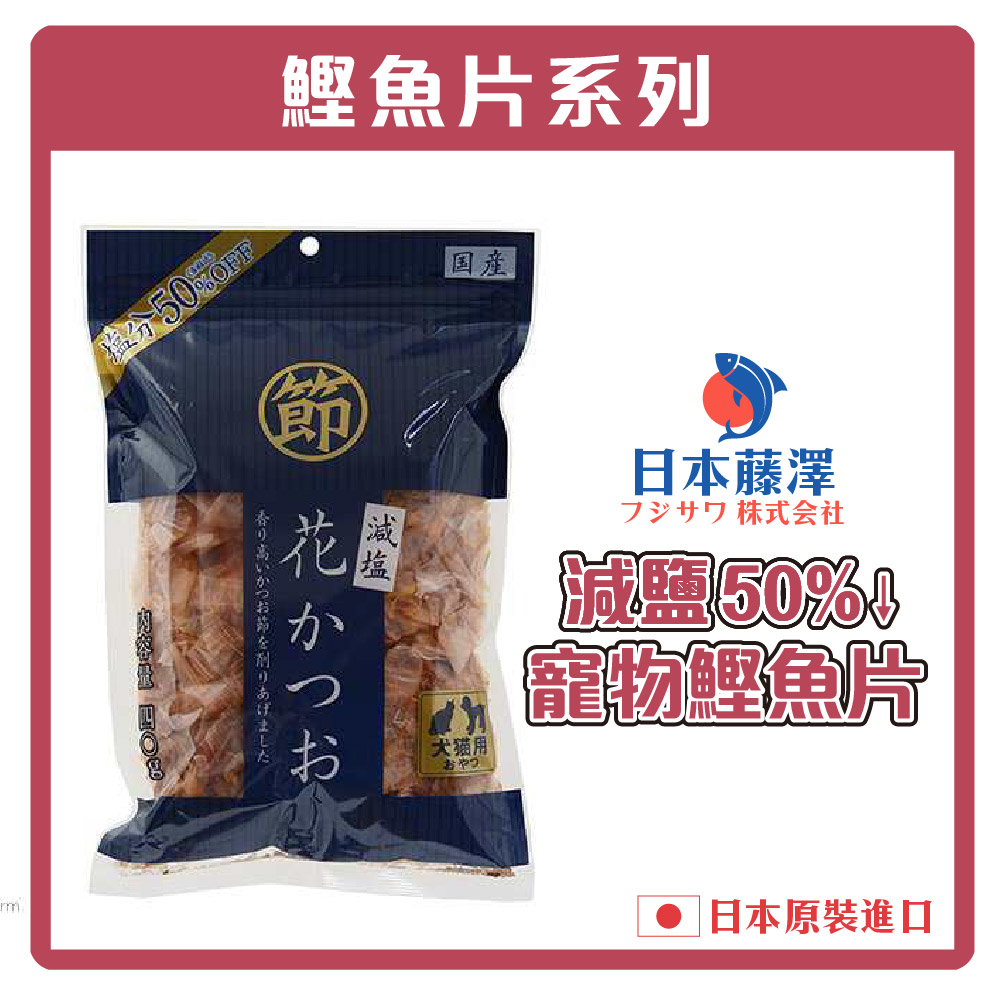 鰹魚片系列
塩分50%OFF
国産
節
減塩
花かつお
香り高いかつお節を削りあげました
内容量 四〇g
犬猫用
おやつ
日本藤澤
フジサワ 株式会社
減鹽50%↓
寵物鰹魚片
日本原裝進口
rm